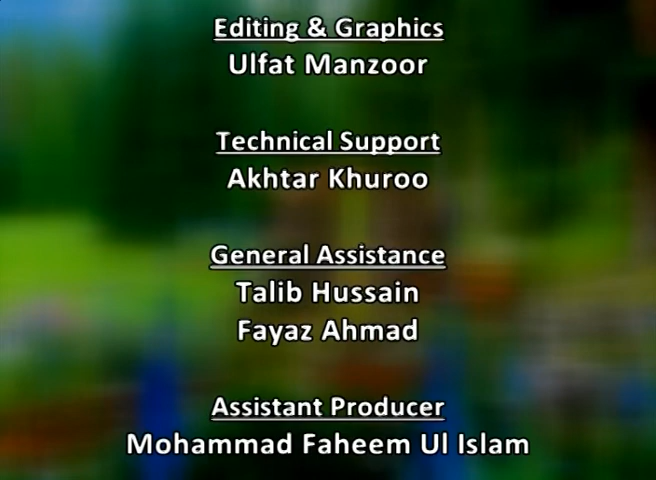 Editing & Graphics
Ulfat Manzoor
Technical Support
Akhtar Khuroo
General Assistance
Talib Hussain
Fayaz Ahmad
Assistant Producer
Mohammad Faheem Ul Islam